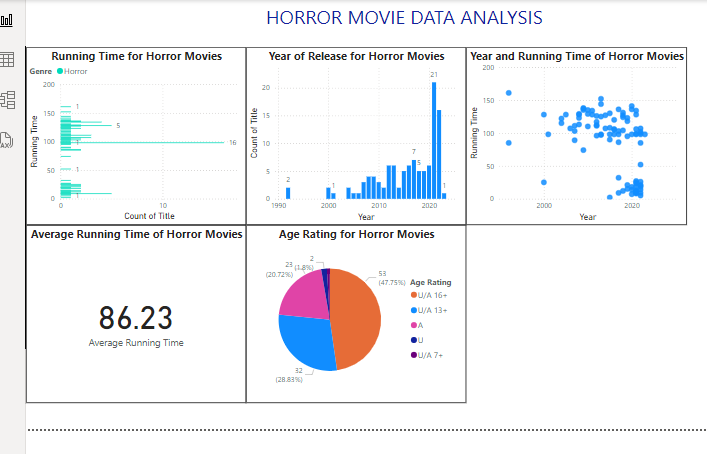 HORROR MOVIE DATA ANALYSIS
Running Time for Horror Movies
Genre Horror
Running Time
200
150
100
50
0
1
5
16
1
1
0
10
Count of Title
Year of Release for Horror Movies
Count of Title
20
15
10
5
0
2
1
7
5
21
1
1990
2000
2010
2020
Year
Year and Running Time of Horror Movies
Running Time
200
150
100
50
0
2000
2020
Year
Average Running Time of Horror Movies
86.23
Average Running Time
Age Rating for Horror Movies
2
(1.8%)
23
(20.72%)
53
(47.75%)
32
(28.83%)
Age Rating
U/A 16+
U/A 13+
A
U
U/A 7+